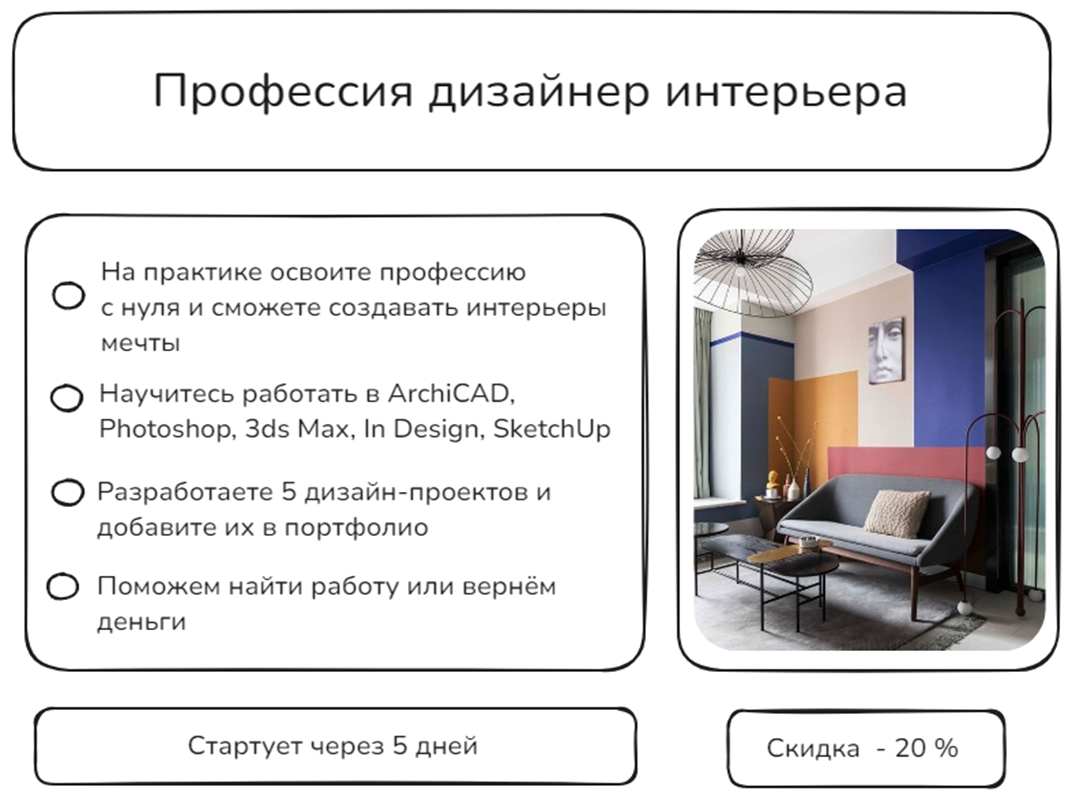 Профессия дизайнер интерьера
На практике освоите профессию
с нуля и сможете создавать интерьеры
мечты
Научитесь работать в ArchiCAD,
Photoshop, 3ds Max, In Design, SketchUp
Разработаете 5 дизайн-проектов и
добавите их в портфолио
Поможем найти работу или вернём
деньги
Стартует через 5 дней
Скидка - 20 %